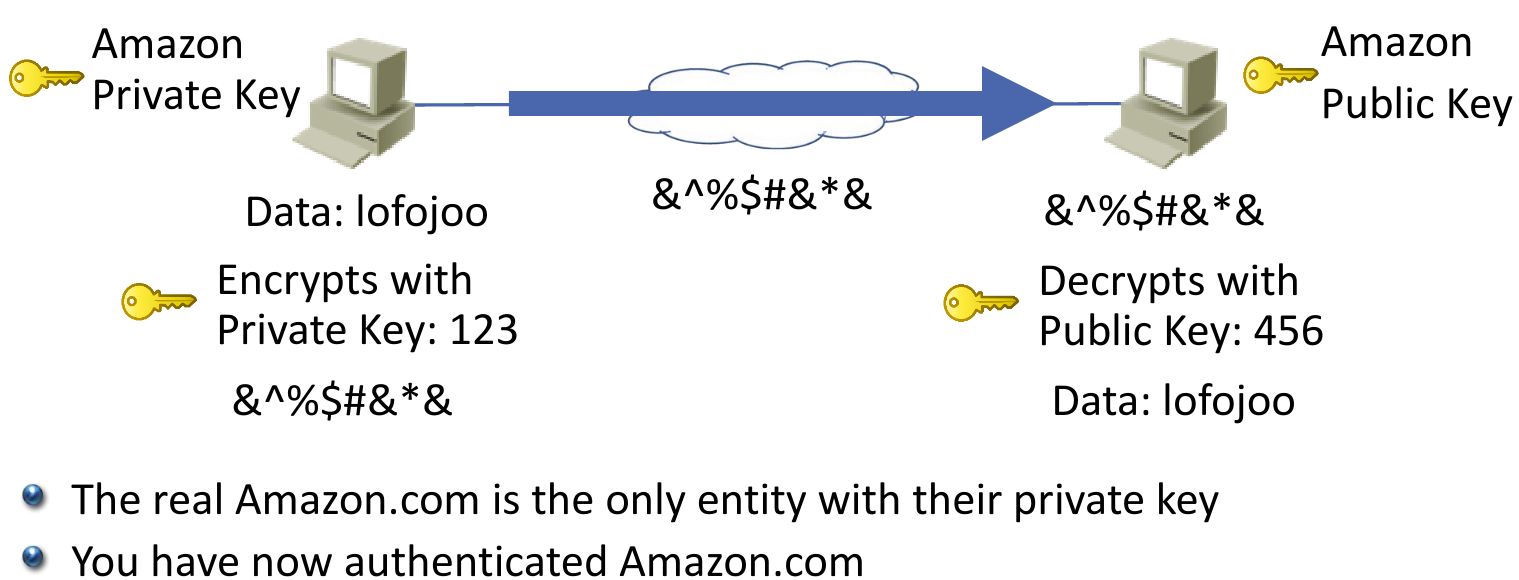 Amazon
Private Key
Amazon
Public Key
&^%$#&*&
Data: lofojoo
&^%$#&*&
Encrypts with
Private Key: 123
Decrypts with
Public Key: 456
&^%$#&*&
Data: lofojoo
The real Amazon.com is the only entity with their private key
You have now authenticated Amazon.com